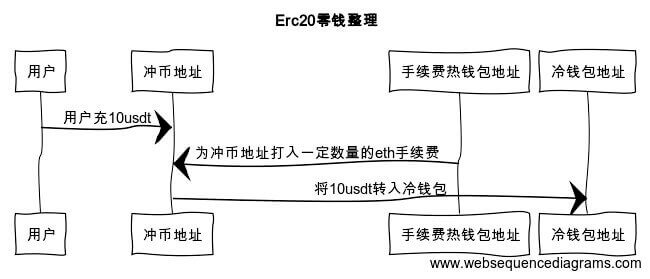 Erc20零钱整理
用户 冲币地址 手续费热钱包地址 冷钱包地址
用户充10usdt
为冲币地址打入一定数量的eth手续费
将10usdt转入冷钱包
用户 冲币地址 手续费热钱包地址 冷钱包地址
www.websequencediagrams.com